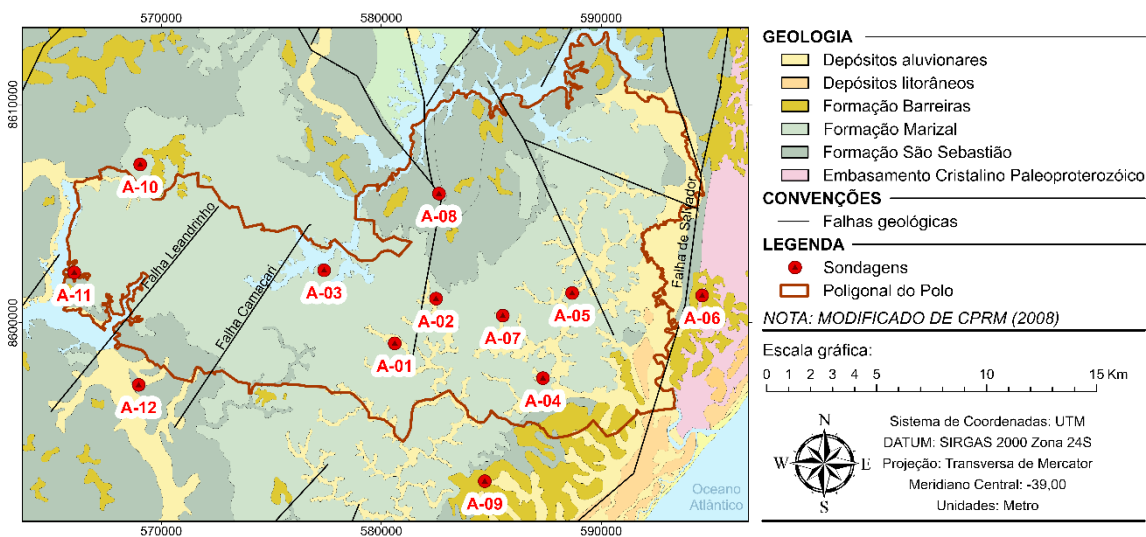 570000
580000
590000
8610000
8600000
A-10
A-08
A-11
A-03
A-02
A-05
A-06
A-07
A-01
A-04
A-12
A-09
Falha Leandrinho
Falha Camaçari
Falha de Salvador
Oceano
Atlântico
570000
580000
590000
GEOLOGIA
Depósitos aluvionares
Depósitos litorâneos
Formação Barreiras
Formação Marizal
Formação São Sebastião
Embasamento Cristalino Paleoproterozóico
CONVENÇÕES
Falhas geológicas
LEGENDA
Sondagens
Poligonal do Polo
NOTA: MODIFICADO DE CPRM (2008)
Escala gráfica:
0 1 2 3 4 5 10 15 Km
N
W E
S
Sistema de Coordenadas: UTM
DATUM: SIRGAS 2000 Zona 24S
Projeção: Transversa de Mercator
Meridiano Central: -39,00
Unidades: Metro